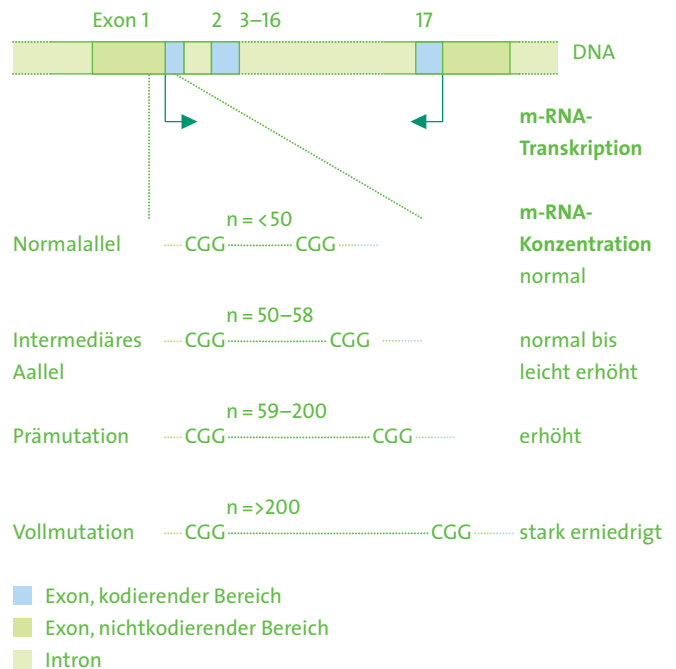 Exon 1 2 3–16 17
DNA
m-RNA-
Transkription
m-RNA-
Konzentration
n = <50
Normalallel CGG CGG
normal
n = 50–58
Intermediäres CGG CGG normal bis
Aallel leicht erhöht
n = 59–200
Prämutation CGG CGG erhöht
n =>200
Vollmutation CGG CGG stark erniedrigt
Exon, kodierender Bereich
Exon, nichtkodierender Bereich
Intron